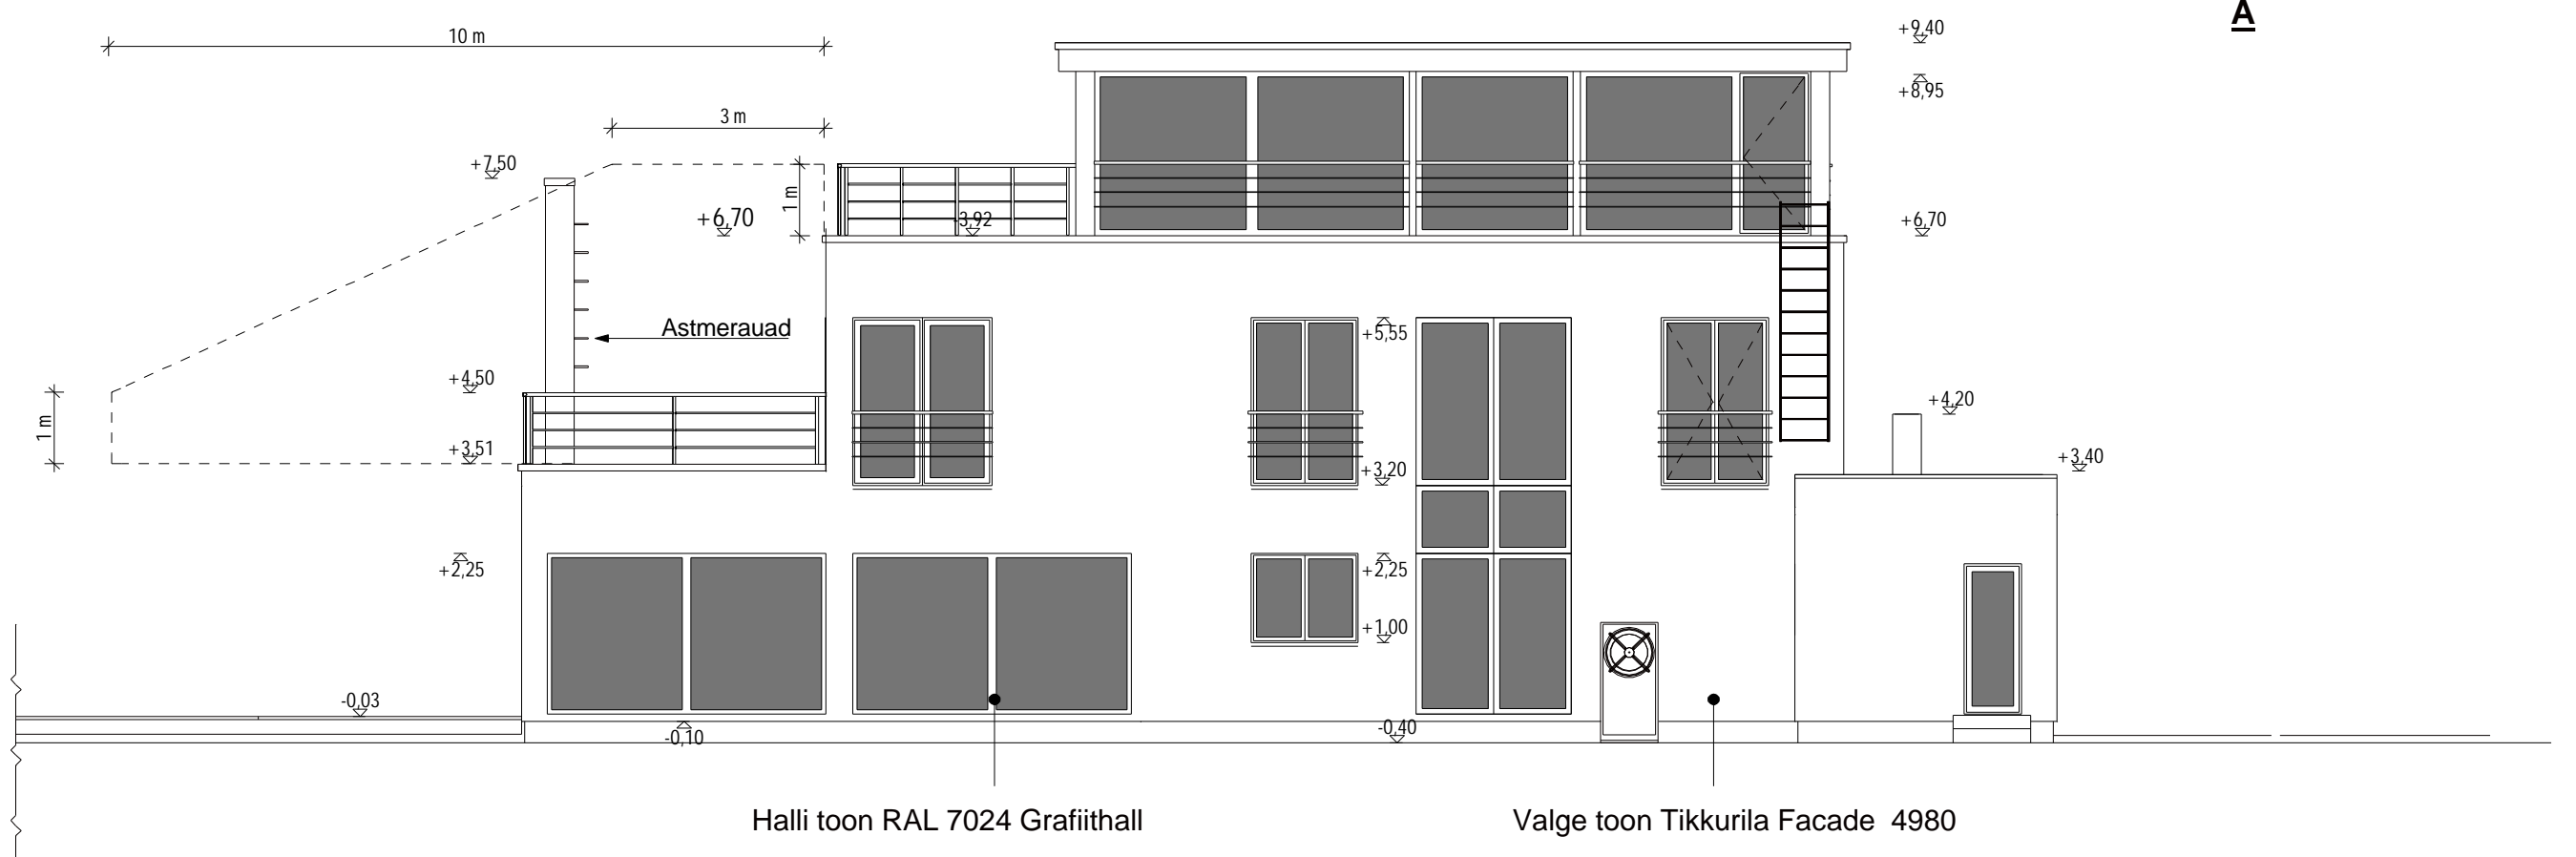 A
10 m
+9,40
+8,95
3 m
+7,50
1 m
+6,70
-3,92
+6,70
Astmerauad
+5,55
+4,50
+4,20
1 m
+3,51
+3,20
+3,40
+2,25
+2,25
+1,00
-0,03
-0,10
-0,40
Halli toon RAL 7024 Grafiithall
Valge toon Tikkurila Facade 4980